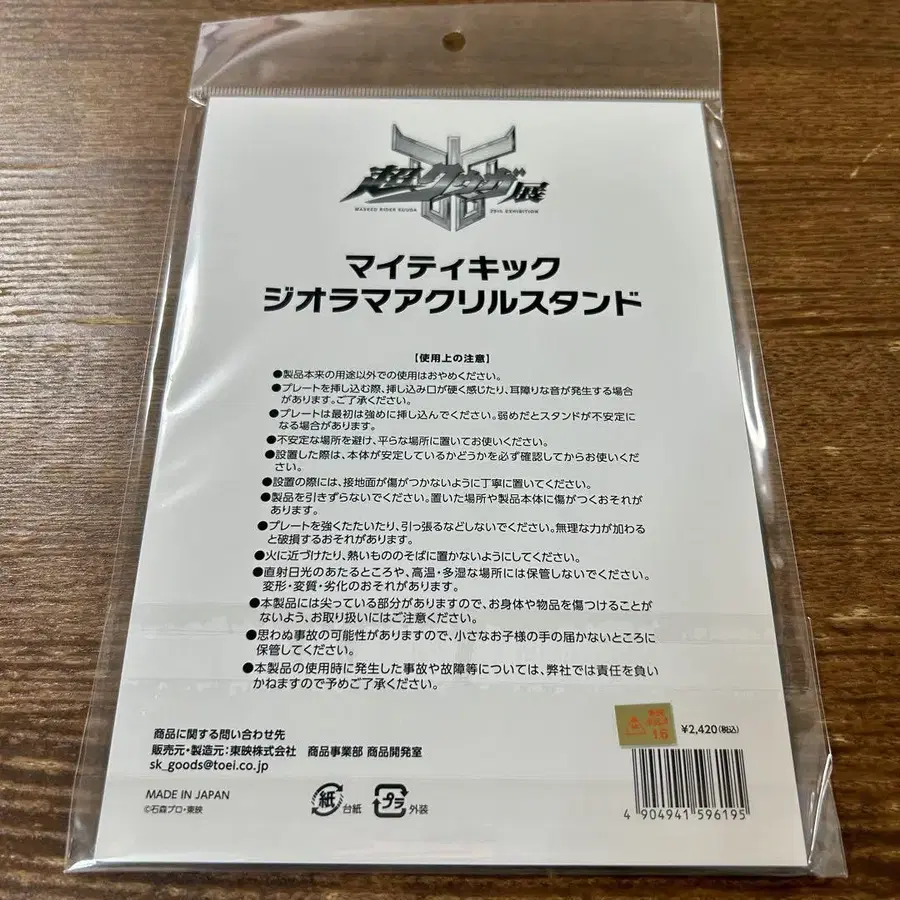 超クウガ展
MASKED RIDER KUUGA 25th EXHIBITION
マイティキック
ジオラマアクリルスタンド
【使用上の注意】
●製品本来の用途以外での使用はおやめください。
●プレートを挿し込む際、挿し込み口が硬く感じたり、耳障りな音が発生する場合
があります。ご了承ください。
●プレートは最初は強めに挿し込んでください。弱めだとスタンドが不安定に
なる場合があります。
●不安定な場所を避け、平らな場所に置いてお使いください。
●設置した際は、本体が安定しているかどうかを必ず確認してからお使いくだ
さい。
●設置の際には、接地面が傷がつかないように丁寧に置いてください。
●製品を引きずらないでください。置いた場所や製品本体に傷がつくおそれが
あります。
●プレートを強くたたいたり、引っ張るなどしないでください。無理な力が加わる
と破損するおそれがあります。
●火に近づけたり、熱いもののそばに置かないようにしてください。
●直射日光のあたるところや、高温・多湿な場所には保管しないでください。
変形・変質・劣化のおそれがあります。
●本製品には尖っている部分がありますので、お身体や物品を傷つけることが
ないよう、お取り扱いにはご注意ください。
●思わぬ事故の可能性がありますので、小さなお子様の手の届かないところに
保管してください。
●本製品の使用時に発生した事故や故障等については、弊社では責任を負い
かねますので予めご了承ください。
¥2,420(税込)
商品に関する問い合わせ先
販売元・製造元:東映株式会社 商品事業部 商品開発室
sk_goods@toei.co.jp
MADE IN JAPAN
©石森プロ・東映
紙 台紙
プラ 外装
4 904941 596195